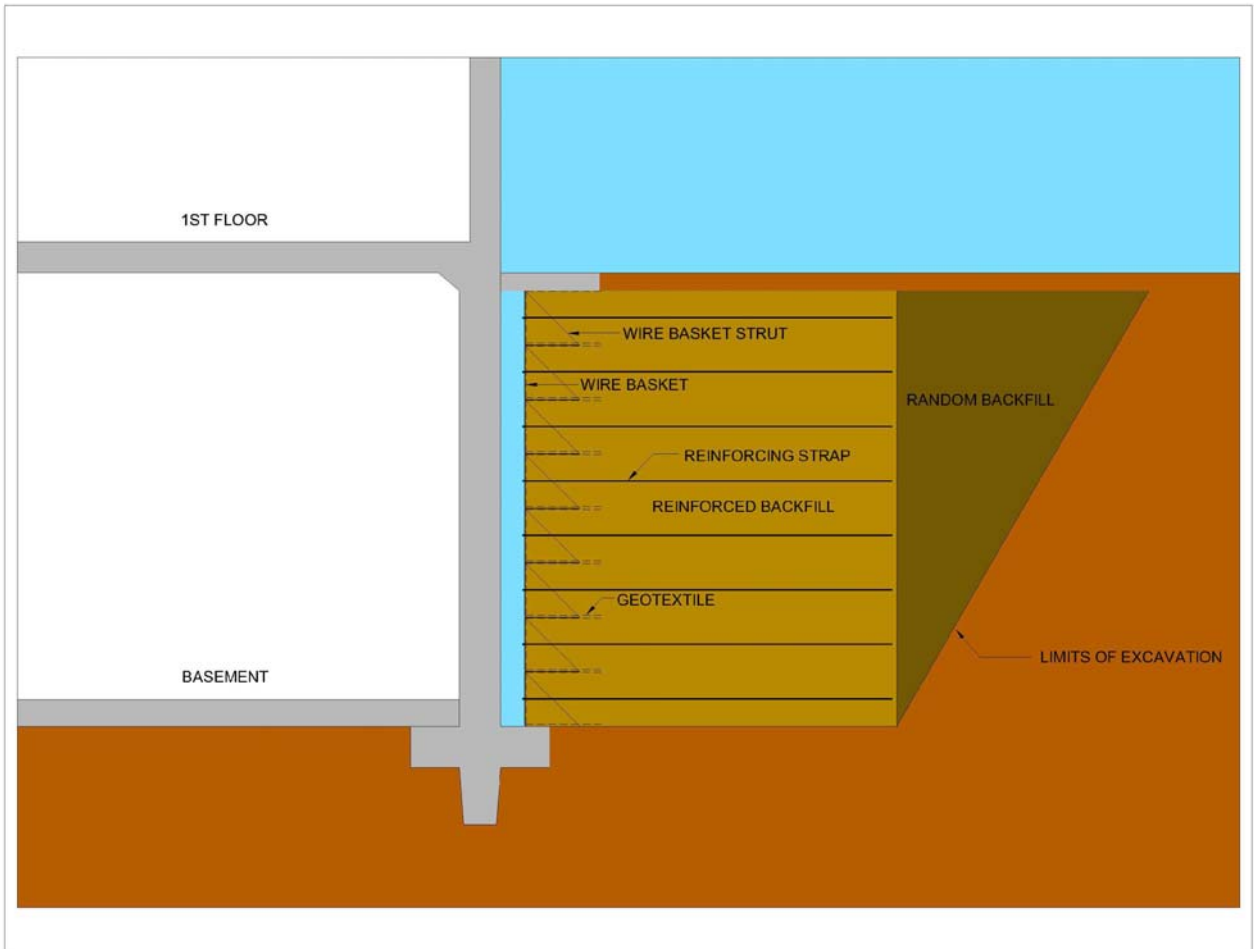 1ST FLOOR
WIRE BASKET STRUT
WIRE BASKET
RANDOM BACKFILL
REINFORCING STRAP
REINFORCED BACKFILL
GEOTEXTILE
LIMITS OF EXCAVATION
BASEMENT